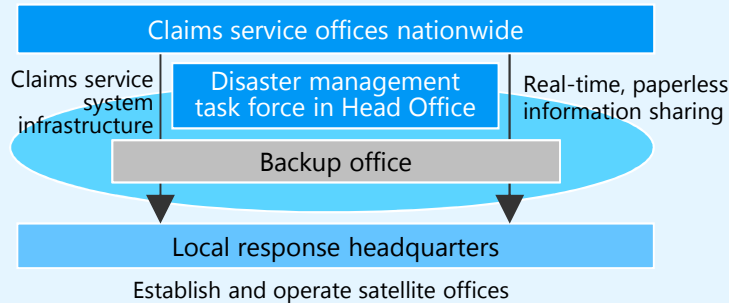 Claims service offices nationwide
Claims service
system
infrastructure
Disaster management
task force in Head Office
Real-time, paperless
information sharing
Backup office
Local response headquarters
Establish and operate satellite offices